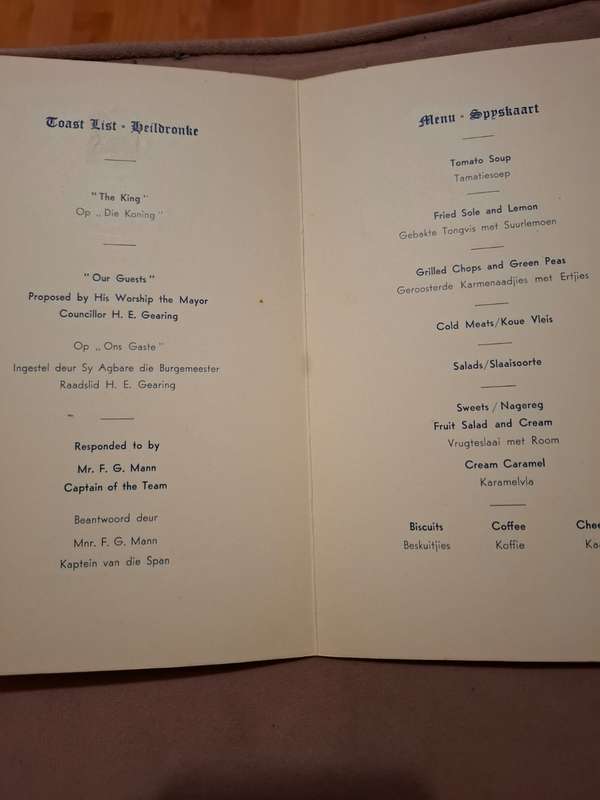 Toast List - Heildronke
"The King"
Op „Die Koning"
"Our Guests"
Proposed by His Worship the Mayor
Councillor H. E. Gearing
Op „Ons Gaste"
Ingestel deur Sy Agbare die Burgemeester
Raadslid H. E. Gearing
Responded to by
Mr. F. G. Mann
Captain of the Team
Beantwoord deur
Mnr. F. G. Mann
Kaptein van die Span
Menu - Spyskaart
Tomato Soup
Tamatiesoep
Fried Sole and Lemon
Gebakte Tongvis met Suurlemoen
Grilled Chops and Green Peas
Geroosterde Karmenaadjies met Ertjies
Cold Meats/Koue Vleis
Salads/Slaaisoorte
Sweets / Nagereg
Fruit Salad and Cream
Vrugteslaai met Room
Cream Caramel
Karamelvla
Biscuits Coffee Chee
Beskuitjies Koffie Ka